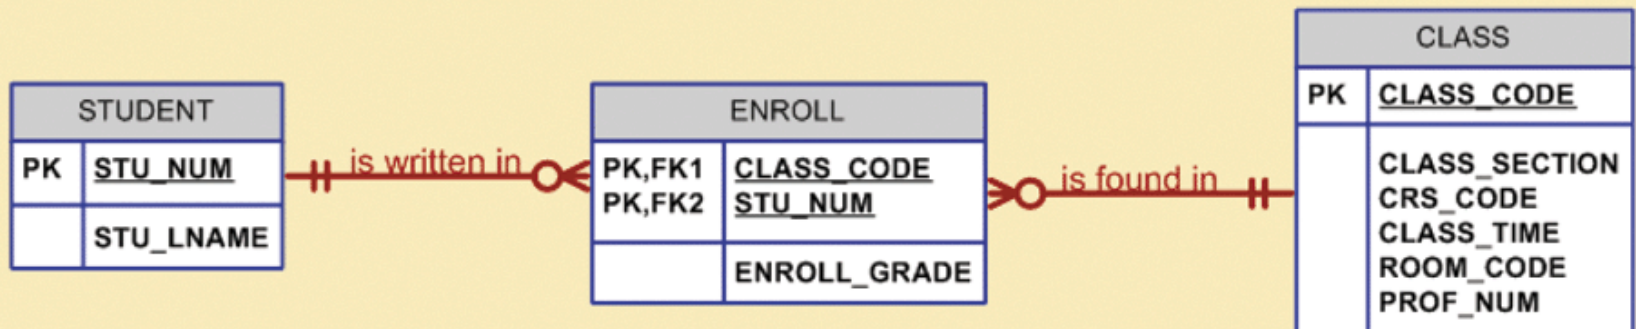 STUDENT
PK STU_NUM
STU_LNAME
is written in
ENROLL
PK,FK1 CLASS_CODE
PK,FK2 STU_NUM
ENROLL_GRADE
is found in
CLASS
PK CLASS_CODE
CLASS_SECTION
CRS_CODE
CLASS_TIME
ROOM_CODE
PROF_NUM